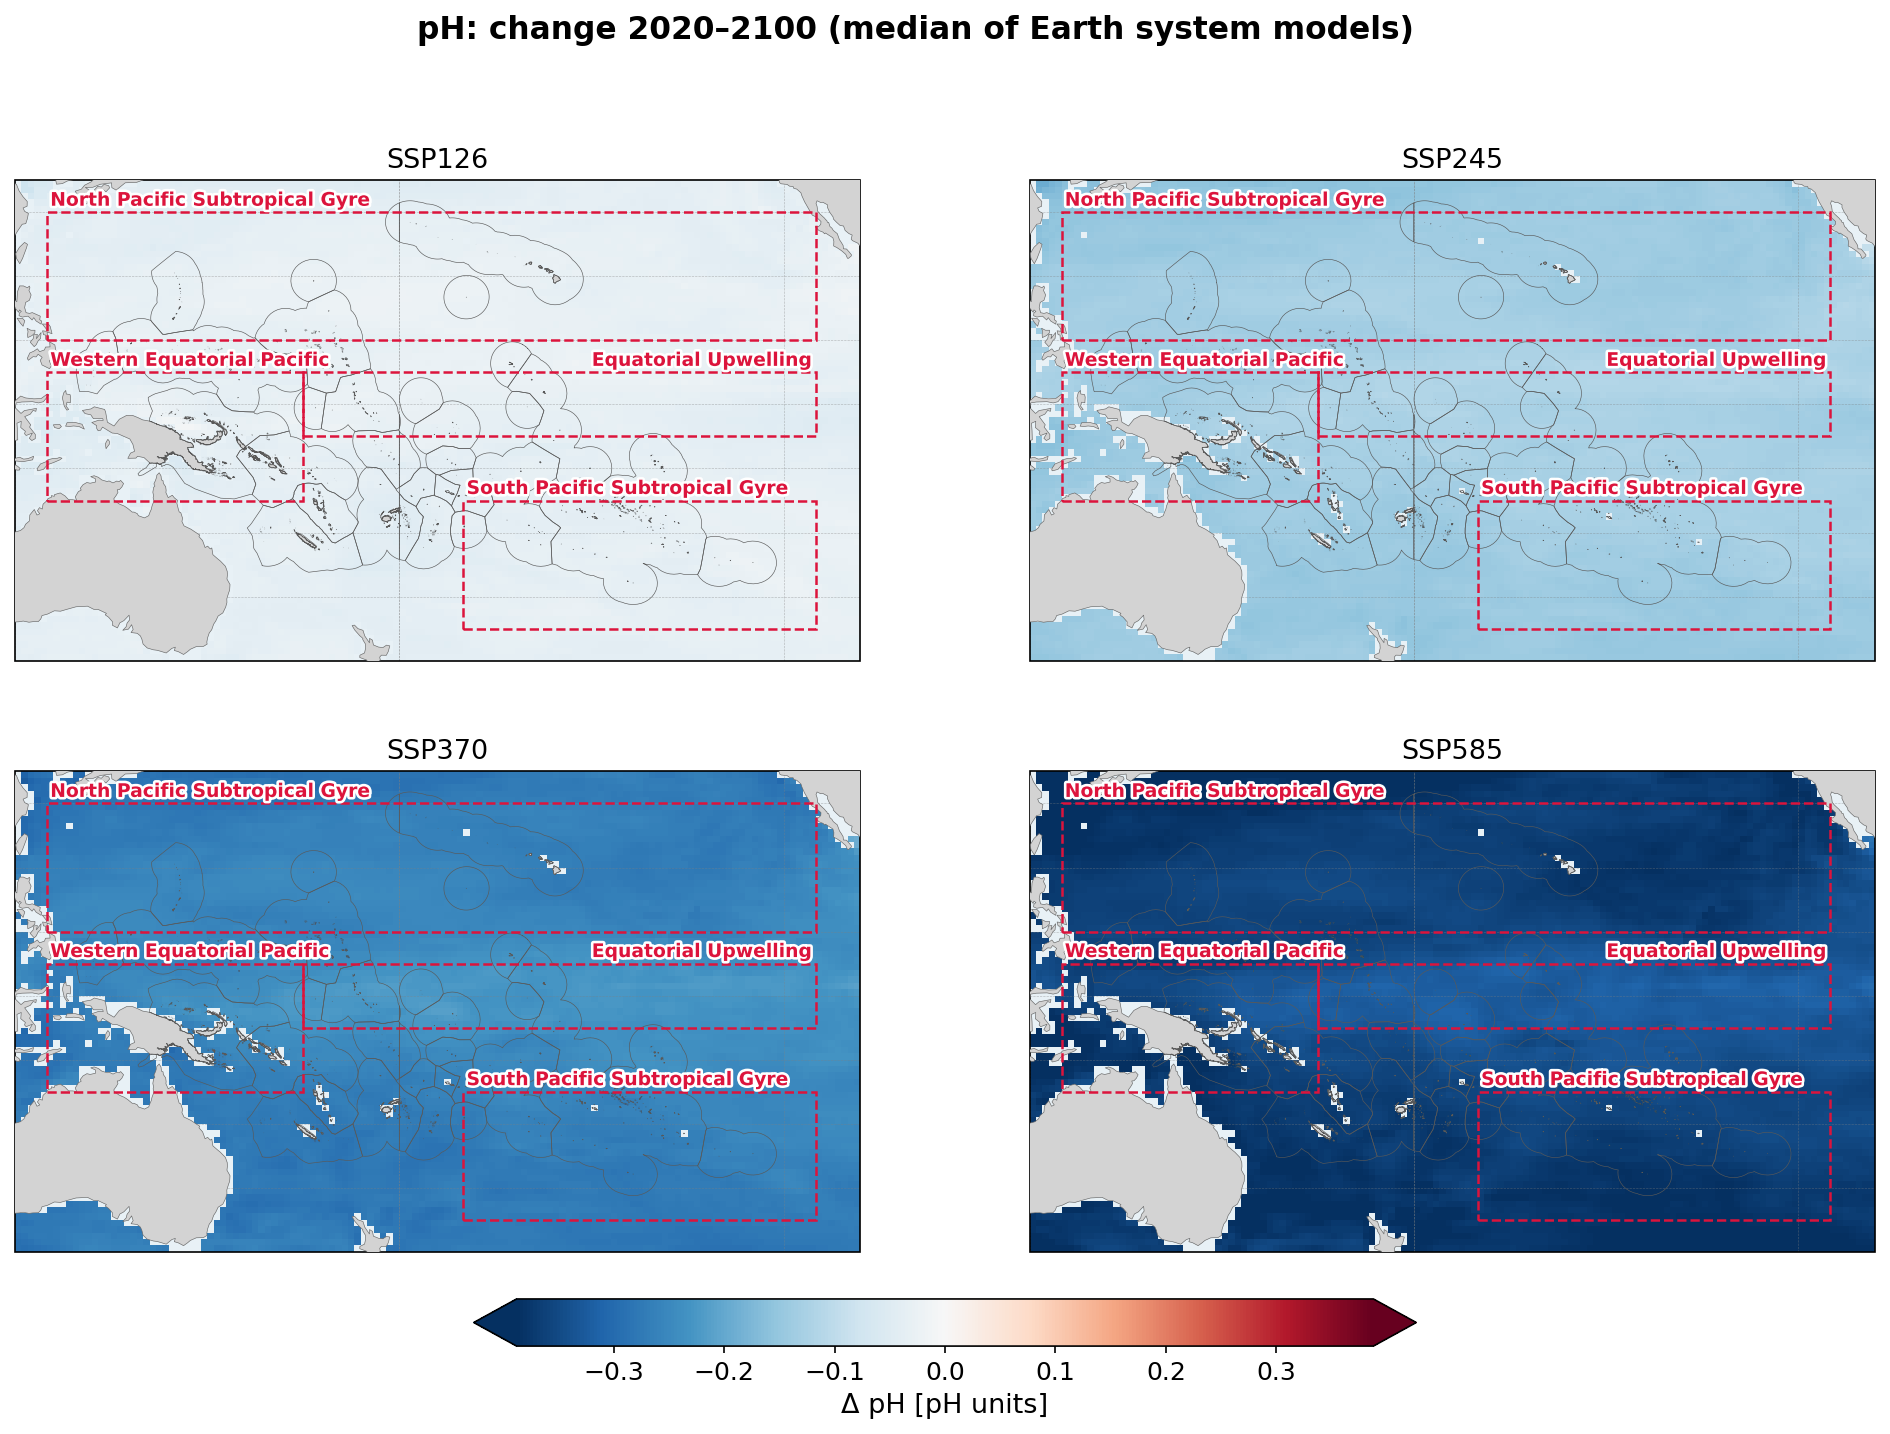 pH: change 2020–2100 (median of Earth system models)
SSP126
North Pacific Subtropical Gyre
Western Equatorial Pacific
Equatorial Upwelling
South Pacific Subtropical Gyre
SSP245
North Pacific Subtropical Gyre
Western Equatorial Pacific
Equatorial Upwelling
South Pacific Subtropical Gyre
SSP370
North Pacific Subtropical Gyre
Western Equatorial Pacific
Equatorial Upwelling
South Pacific Subtropical Gyre
SSP585
North Pacific Subtropical Gyre
Western Equatorial Pacific
Equatorial Upwelling
South Pacific Subtropical Gyre
−0.3 −0.2 −0.1 0.0 0.1 0.2 0.3
Δ pH [pH units]